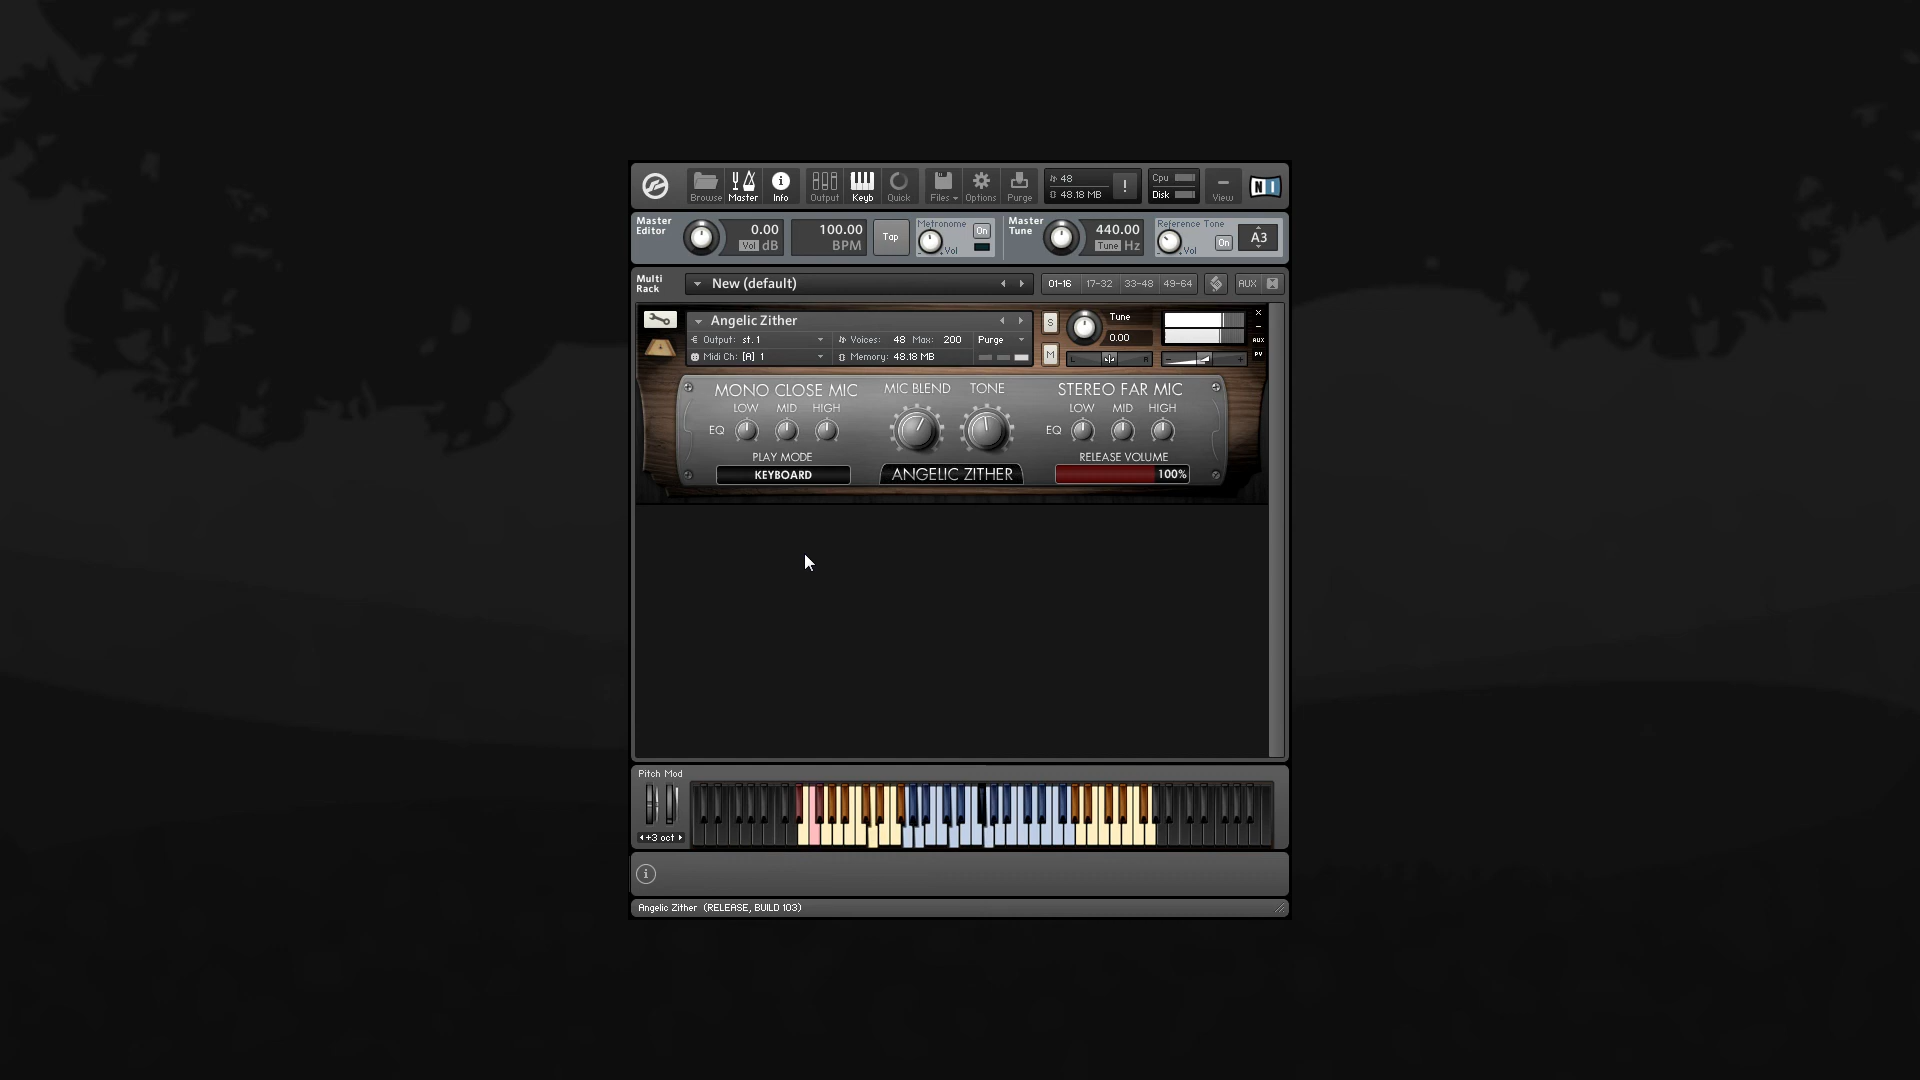 Browse Master Info Output Keyb Quick Files Options Purge 48 48.18 MB ! Cpu Disk View NI
Master Editor 0.00 Vol dB 100.00 BPM Tap Metronome On Vol Master Tune 440.00 Tune Hz Reference Tone Vol On A3
Multi Rack New (default) 01-16 17-32 33-48 49-64 AUX
Angelic Zither S Tune
Output: st. 1 Voices: 48 Max: 200 Purge 0.00 AUX
Midi Ch: [A] 1 Memory: 48.18 MB M L R - + PV
MONO CLOSE MIC MIC BLEND TONE STEREO FAR MIC
LOW MID HIGH LOW MID HIGH
EQ EQ
PLAY MODE RELEASE VOLUME
KEYBOARD ANGELIC ZITHER 100%
Pitch Mod
+3 oct
i
Angelic Zither (RELEASE, BUILD 103)